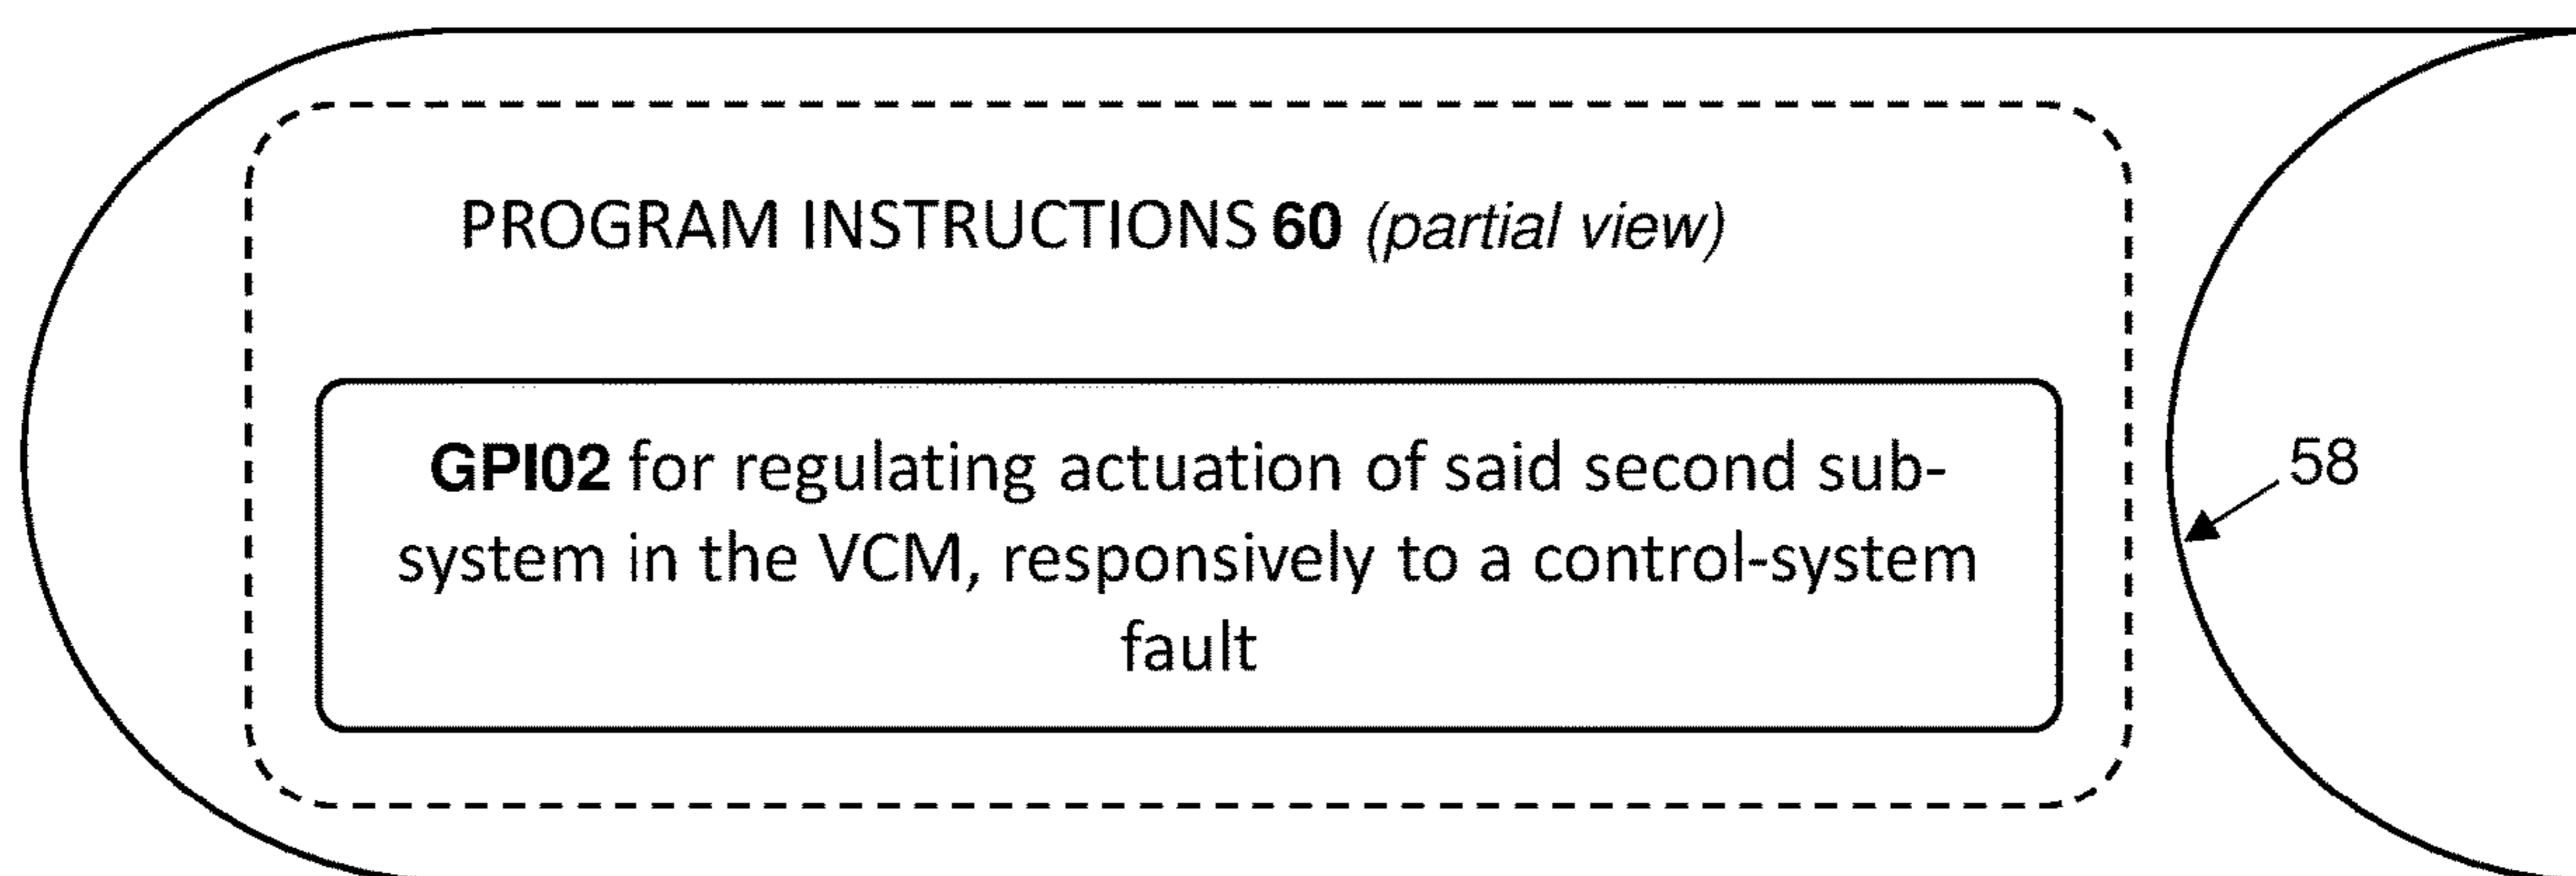 PROGRAM INSTRUCTIONS 60 (partial view)
GPI02 for regulating actuation of said second sub-
system in the VCM, responsively to a control-system
fault
58